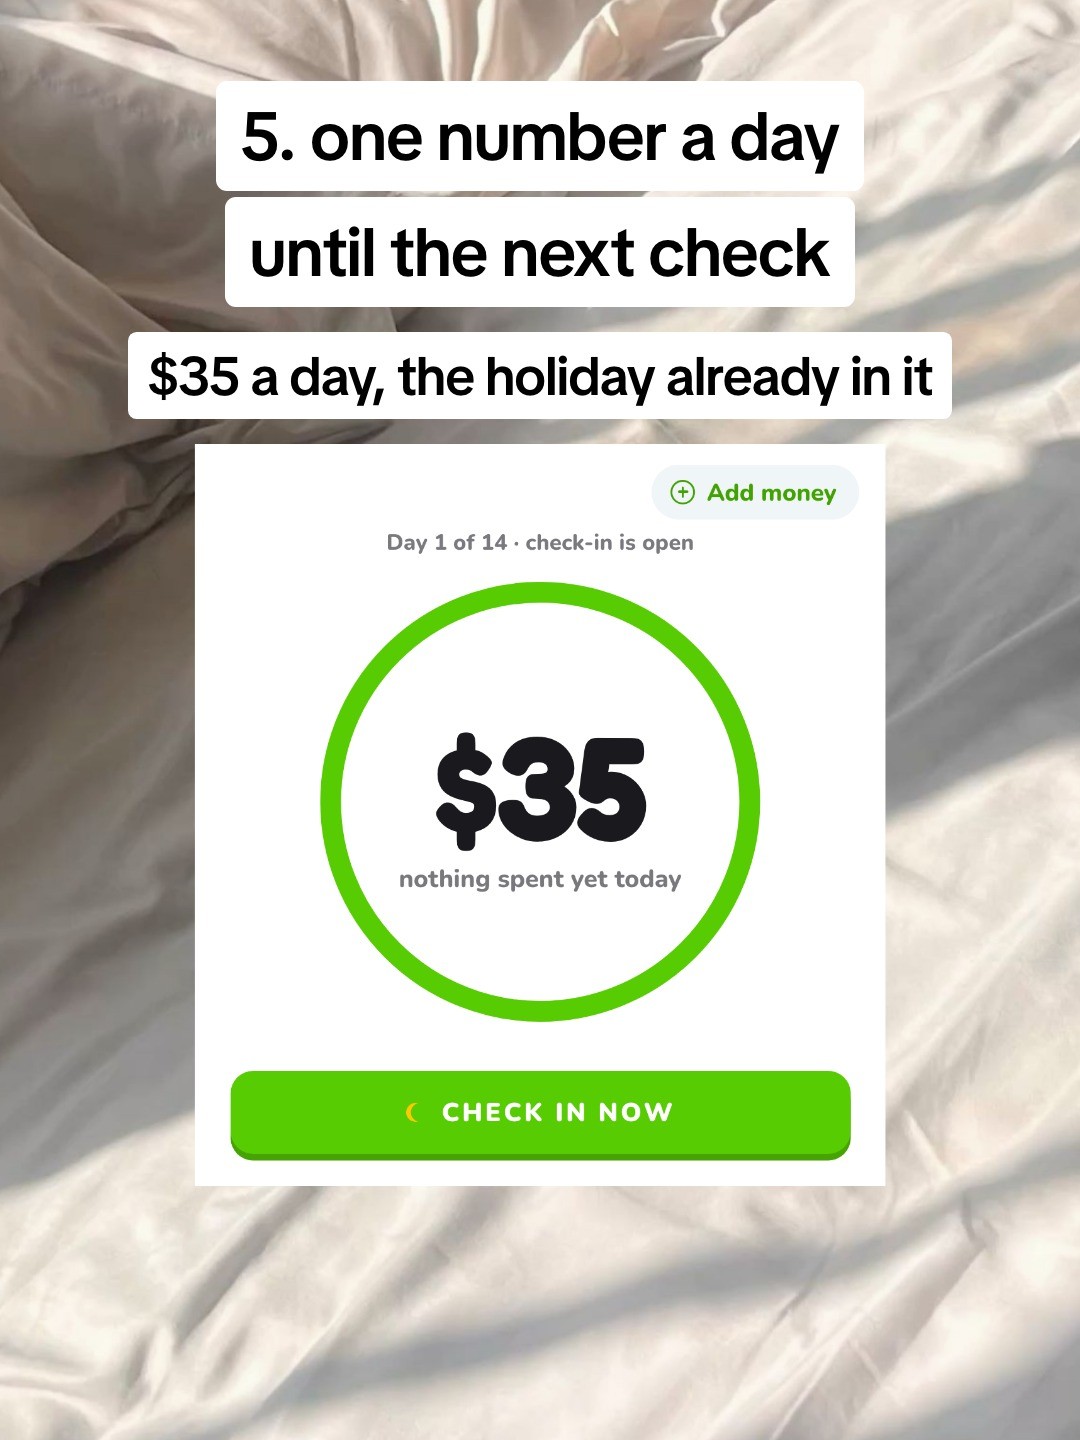 5. one number a day
until the next check
$35 a day, the holiday already in it
Add money
Day 1 of 14 · check-in is open
$35
nothing spent yet today
CHECK IN NOW